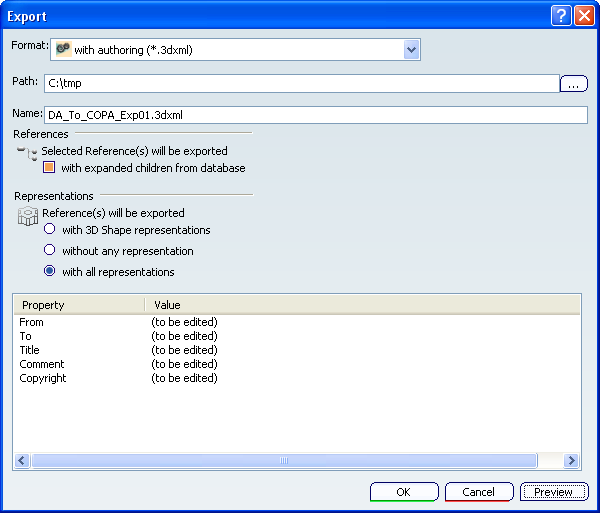 Export
Format: with authoring (*.3dxml)
Path: C:\tmp ...
Name: DA_To_COPA_Exp01.3dxml
References
Selected Reference(s) will be exported
with expanded children from database
Representations
Reference(s) will be exported
with 3D Shape representations
without any representation
with all representations
Property Value
From (to be edited)
To (to be edited)
Title (to be edited)
Comment (to be edited)
Copyright (to be edited)
OK Cancel Preview